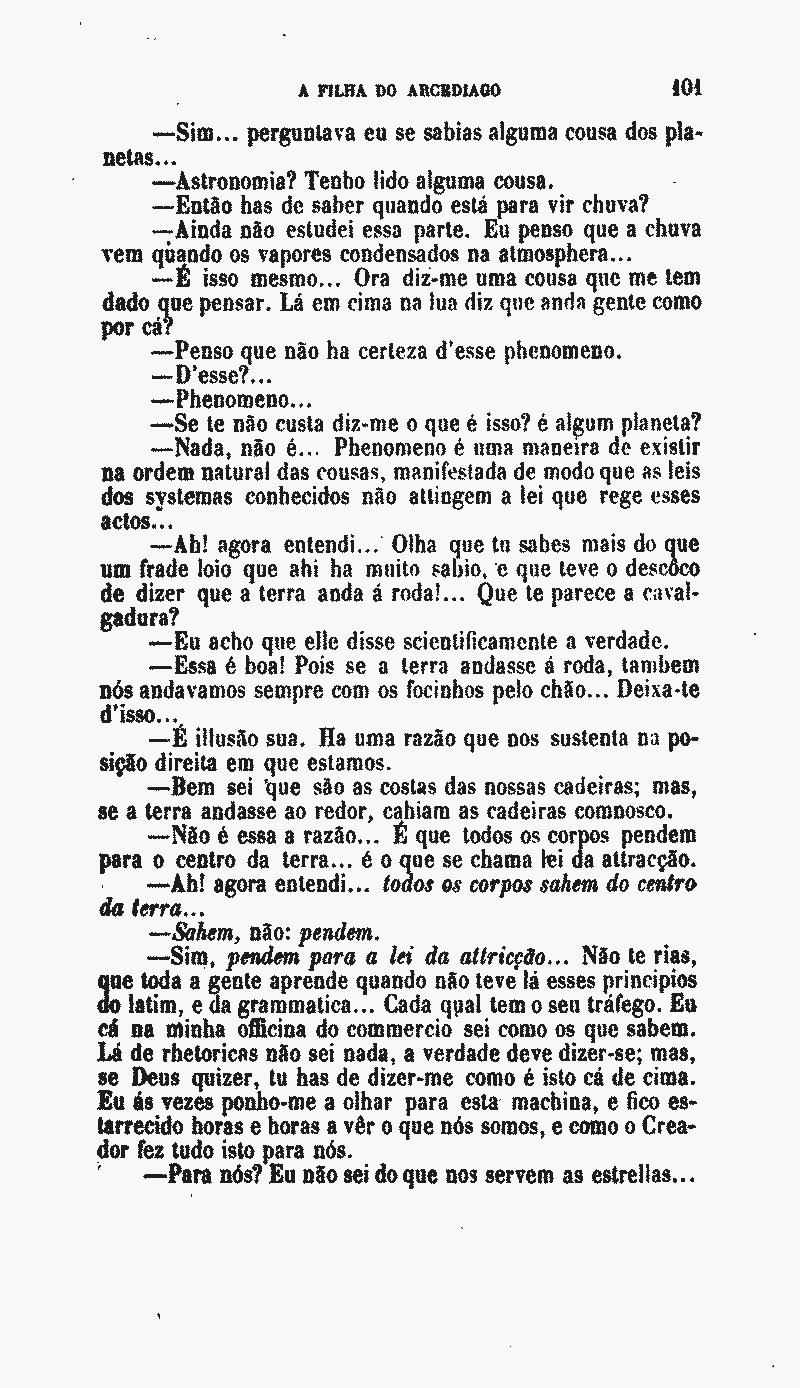 A FILHA DO ARCEDIAGO 101
—Sim... perguntava eu se sabias alguma cousa dos pla-
netas...
—Astronomia? Tenho lido alguma cousa.
—Então has de saber quando está para vir chuva?
—Ainda não estudei essa parte. Eu penso que a chuva
vem quando os vapores condensados na atmosphera...
—É isso mesmo... Ora diz-me uma cousa que me tem
dado que pensar. Lá em cima na lua diz que anda gente como
por cá?
—Penso que não ha certeza d'esse phenomeno.
—D'esse?...
—Phenomeno...
—Se te não custa diz-me o que é isso? é algum planeta?
—Nada, não é... Phenomeno é uma maneira de existir
na ordem natural das cousas, manifestada de modo que as leis
dos systemas conhecidos não attingem a lei que rege esses
actos...
—Ah! agora entendi... Olha que tu sabes mais do que
um frade loio que ahi ha muito sabio, e que teve o descôco
de dizer que a terra anda á roda!... Que te parece a caval-
gadura?
—Eu acho que elle disse scientificamente a verdade.
—Essa é boa! Pois se a terra andasse á roda, tambem
nós andavamos sempre com os focinhos pelo chão... Deixa-te
d'isso...
—É illusão sua. Ha uma razão que nos sustenta na po-
sição direita em que estamos.
—Bem sei que são as costas das nossas cadeiras; mas,
se a terra andasse ao redor, cahiam as cadeiras comnosco.
—Não é essa a razão... É que todos os corpos pendem
para o centro da terra... é o que se chama lei da attracção.
—Ah! agora entendi... todos os corpos sahem do centro
da terra...
—Sahem, não: pendem.
—Sim, pendem para a lei da attricção... Não te rias,
que toda a gente aprende quando não teve lá esses principios
do latim, e da grammatica... Cada qual tem o seu tráfego. Eu
cá na minha officina do commercio sei como os que sabem.
Lá de rhetoricas não sei nada, a verdade deve dizer-se; mas,
se Deus quizer, tu has de dizer-me como é isto cá de cima.
Eu ás vezes ponho-me a olhar para esta machina, e fico es-
tarrecido horas e horas a vêr o que nós somos, e como o Crea-
dor fez tudo isto para nós.
—Para nós? Eu não sei do que nos servem as estrellas...